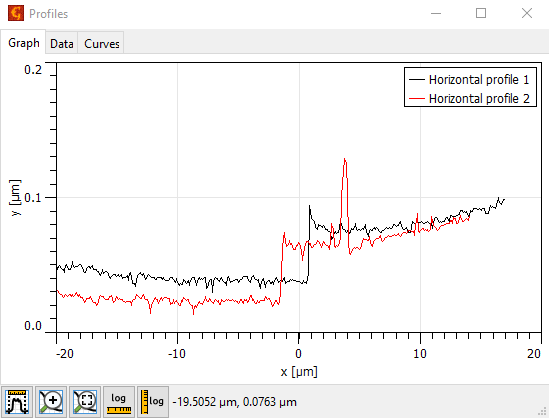 Profiles
Graph Data Curves
Horizontal profile 1
Horizontal profile 2
0.2
0.1
0.0
y [µm]
-20 -10 0 10 20
x [µm]
log log -19.5052 µm, 0.0763 µm